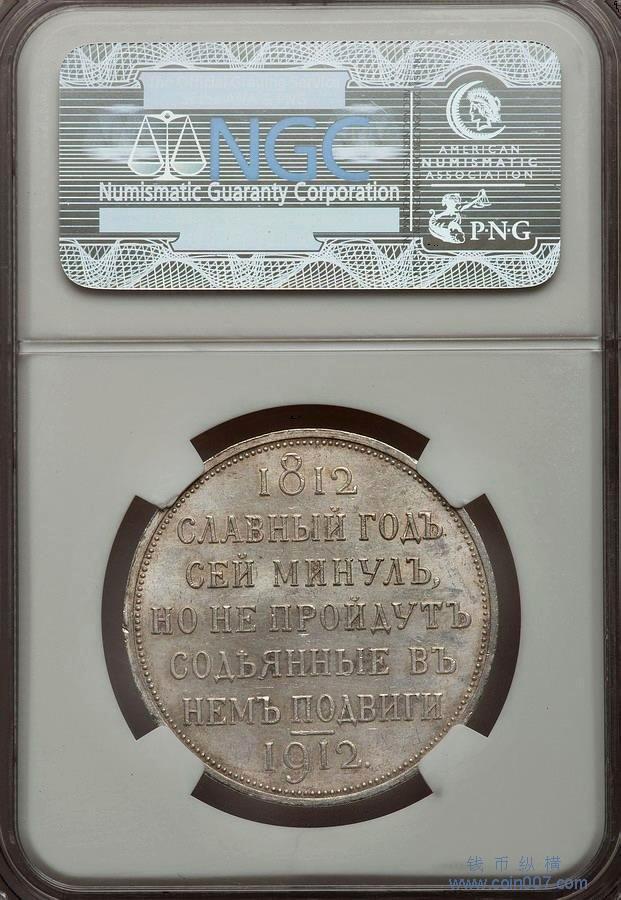 NGC
Numismatic Guaranty Corporation
AMERICAN
NUMISMATIC
ASSOCIATION
P·N·G
1812
СЛАВНЫЙ ГОДЪ
СЕЙ МИНУЛЪ,
НО НЕ ПРОЙДУТЪ
СОДѢЯННЫЕ ВЪ
НЕМЪ ПОДВИГИ
1912.
钱币纵横
www.coin007.com